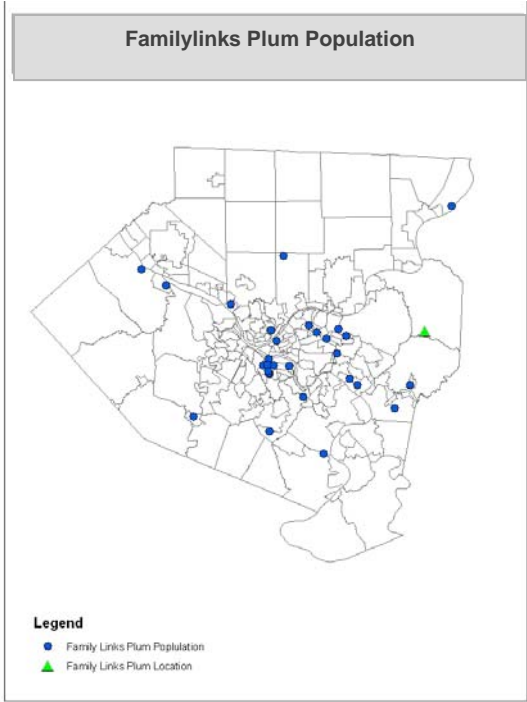 Familylinks Plum Population
Legend
Family Links Plum Poplulation
Family Links Plum Location